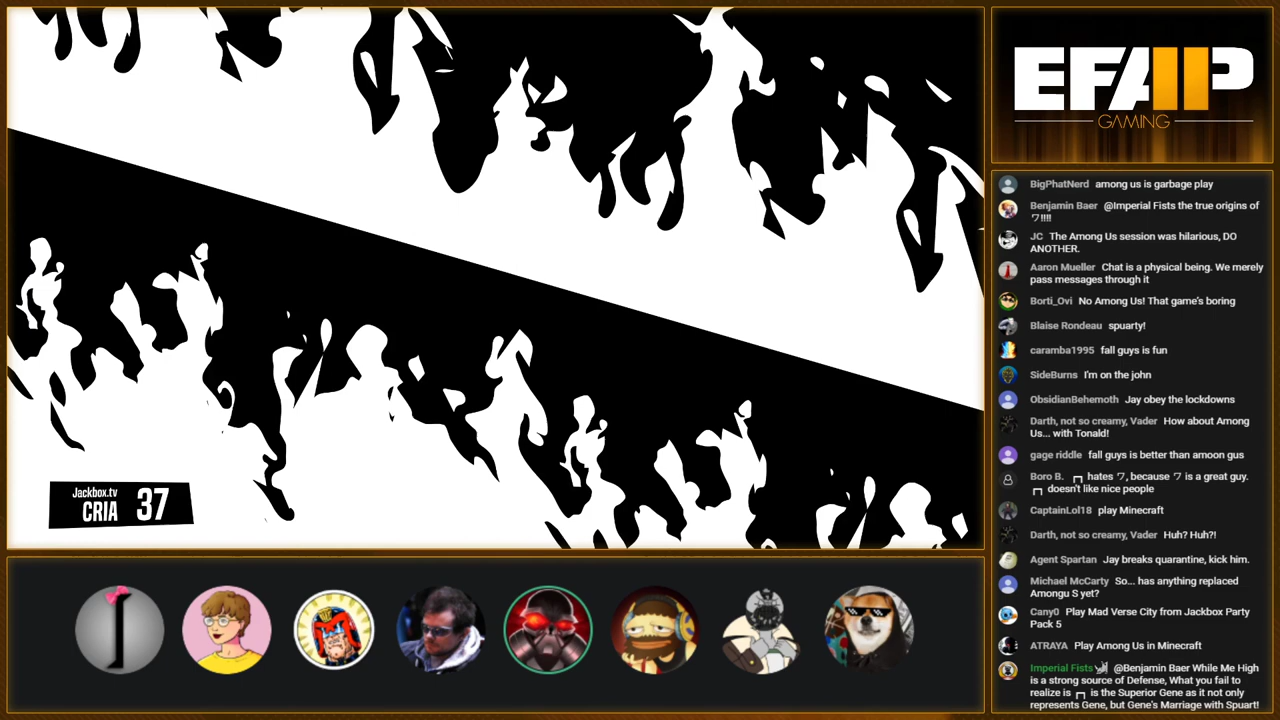 EFAP
GAMING
BigPhatNerd among us is garbage play
Benjamin Baer @Imperial Fists the true origins of
ワ!!!!
JC The Among Us session was hilarious, DO
ANOTHER.
Aaron Mueller Chat is a physical being. We merely
pass messages through it
Borti_Ovi No Among Us! That game's boring
Blaise Rondeau spuarty!
caramba1995 fall guys is fun
SideBurns I'm on the john
ObsidianBehemoth Jay obey the lockdowns
Darth, not so creamy, Vader How about Among
Us... with Tonald!
gage riddle fall guys is better than amoon gus
Boro B. ┌┐ hates ワ, because ワ is a great guy.
┌┐ doesn't like nice people
CaptainLol18 play Minecraft
Darth, not so creamy, Vader Huh? Huh?!
Agent Spartan Jay breaks quarantine, kick him.
Michael McCarty So... has anything replaced
Amongu S yet?
Cany0 Play Mad Verse City from Jackbox Party
Pack 5
ATRAYA Play Among Us in Minecraft
Imperial Fists @Benjamin Baer While Me High
is a strong source of Defense, What you fail to
realize is ┌┐ is the Superior Gene as it not only
represents Gene, but Gene's Marriage with Spuart!
Jackbox.tv
CRIA 37